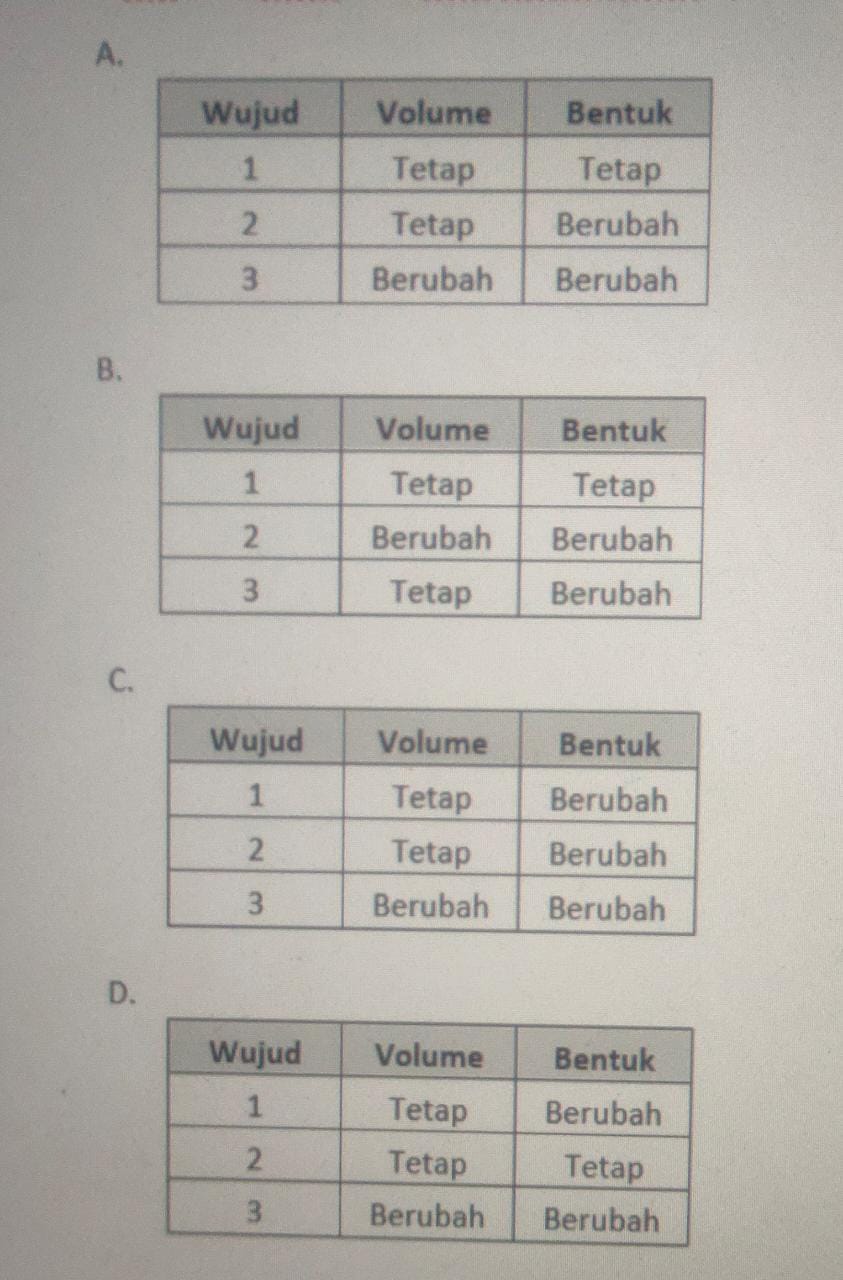 A.
Wujud Volume Bentuk
1 Tetap Tetap
2 Tetap Berubah
3 Berubah Berubah
B.
Wujud Volume Bentuk
1 Tetap Tetap
2 Berubah Berubah
3 Tetap Berubah
C.
Wujud Volume Bentuk
1 Tetap Berubah
2 Tetap Berubah
3 Berubah Berubah
D.
Wujud Volume Bentuk
1 Tetap Berubah
2 Tetap Tetap
3 Berubah Berubah